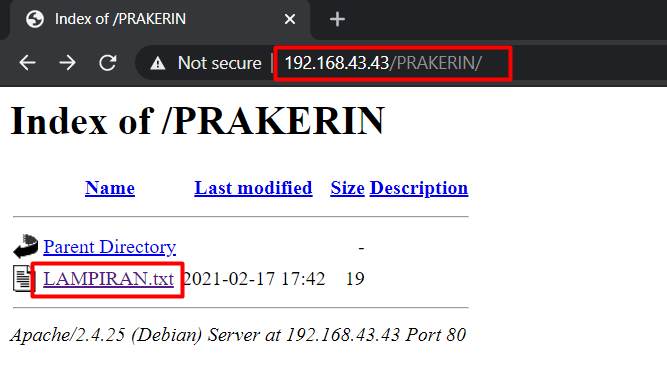 Index of /PRAKERIN
Not secure | 192.168.43.43/PRAKERIN/
Index of /PRAKERIN
Name Last modified Size Description
Parent Directory -
LAMPIRAN.txt 2021-02-17 17:42 19
Apache/2.4.25 (Debian) Server at 192.168.43.43 Port 80